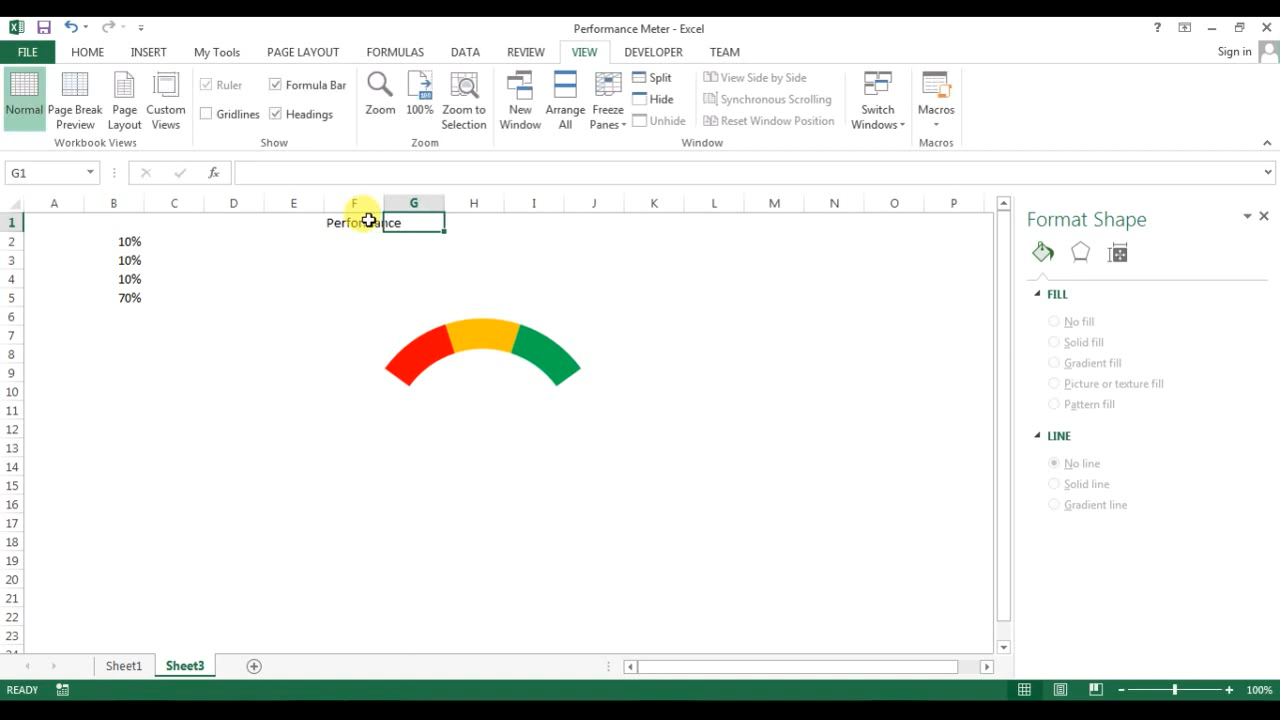 Performance Meter - Excel
?
FILE HOME INSERT My Tools PAGE LAYOUT FORMULAS DATA REVIEW VIEW DEVELOPER TEAM Sign in
Normal Page Break Preview Page Layout Custom Views
Workbook Views
Ruler Formula Bar
Gridlines Headings
Show
Zoom 100% Zoom to Selection
Zoom
New Window Arrange All Freeze Panes
Split
Hide
Unhide
View Side by Side
Synchronous Scrolling
Reset Window Position
Window
Switch Windows
Macros
Macros
G1
fx
A B C D E F G H I J K L M N O P
1 Performance
2 10%
3 10%
4 10%
5 70%
6
7
8
9
10
11
12
13
14
15
16
17
18
19
20
21
22
23
Format Shape
FILL
No fill
Solid fill
Gradient fill
Picture or texture fill
Pattern fill
LINE
No line
Solid line
Gradient line
Sheet1 Sheet3
READY 100%